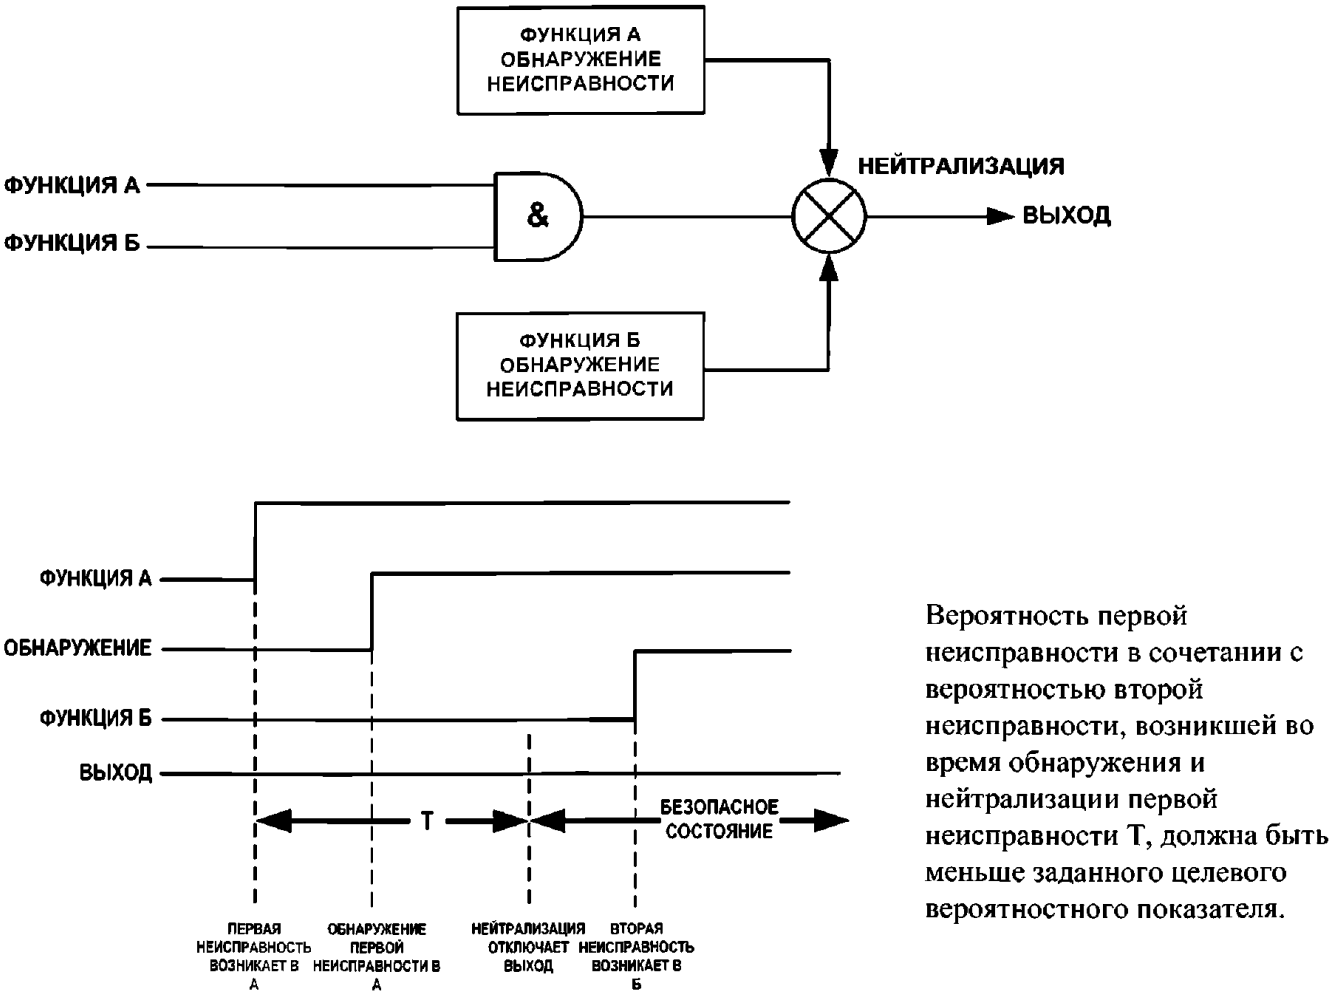 ФУНКЦИЯ А
ОБНАРУЖЕНИЕ
НЕИСПРАВНОСТИ
НЕЙТРАЛИЗАЦИЯ
ФУНКЦИЯ А
&
ВЫХОД
ФУНКЦИЯ Б
ФУНКЦИЯ Б
ОБНАРУЖЕНИЕ
НЕИСПРАВНОСТИ
ФУНКЦИЯ А
ОБНАРУЖЕНИЕ
ФУНКЦИЯ Б
ВЫХОД
Т
БЕЗОПАСНОЕ
СОСТОЯНИЕ
ПЕРВАЯ
НЕИСПРАВНОСТЬ
ВОЗНИКАЕТ В
А
ОБНАРУЖЕНИЕ
ПЕРВОЙ
НЕИСПРАВНОСТИ В
А
НЕЙТРАЛИЗАЦИЯ
ОТКЛЮЧАЕТ
ВЫХОД
ВТОРАЯ
НЕИСПРАВНОСТЬ
ВОЗНИКАЕТ В
Б
Вероятность первой
неисправности в сочетании с
вероятностью второй
неисправности, возникшей во
время обнаружения и
нейтрализации первой
неисправности Т, должна быть
меньше заданного целевого
вероятностного показателя.